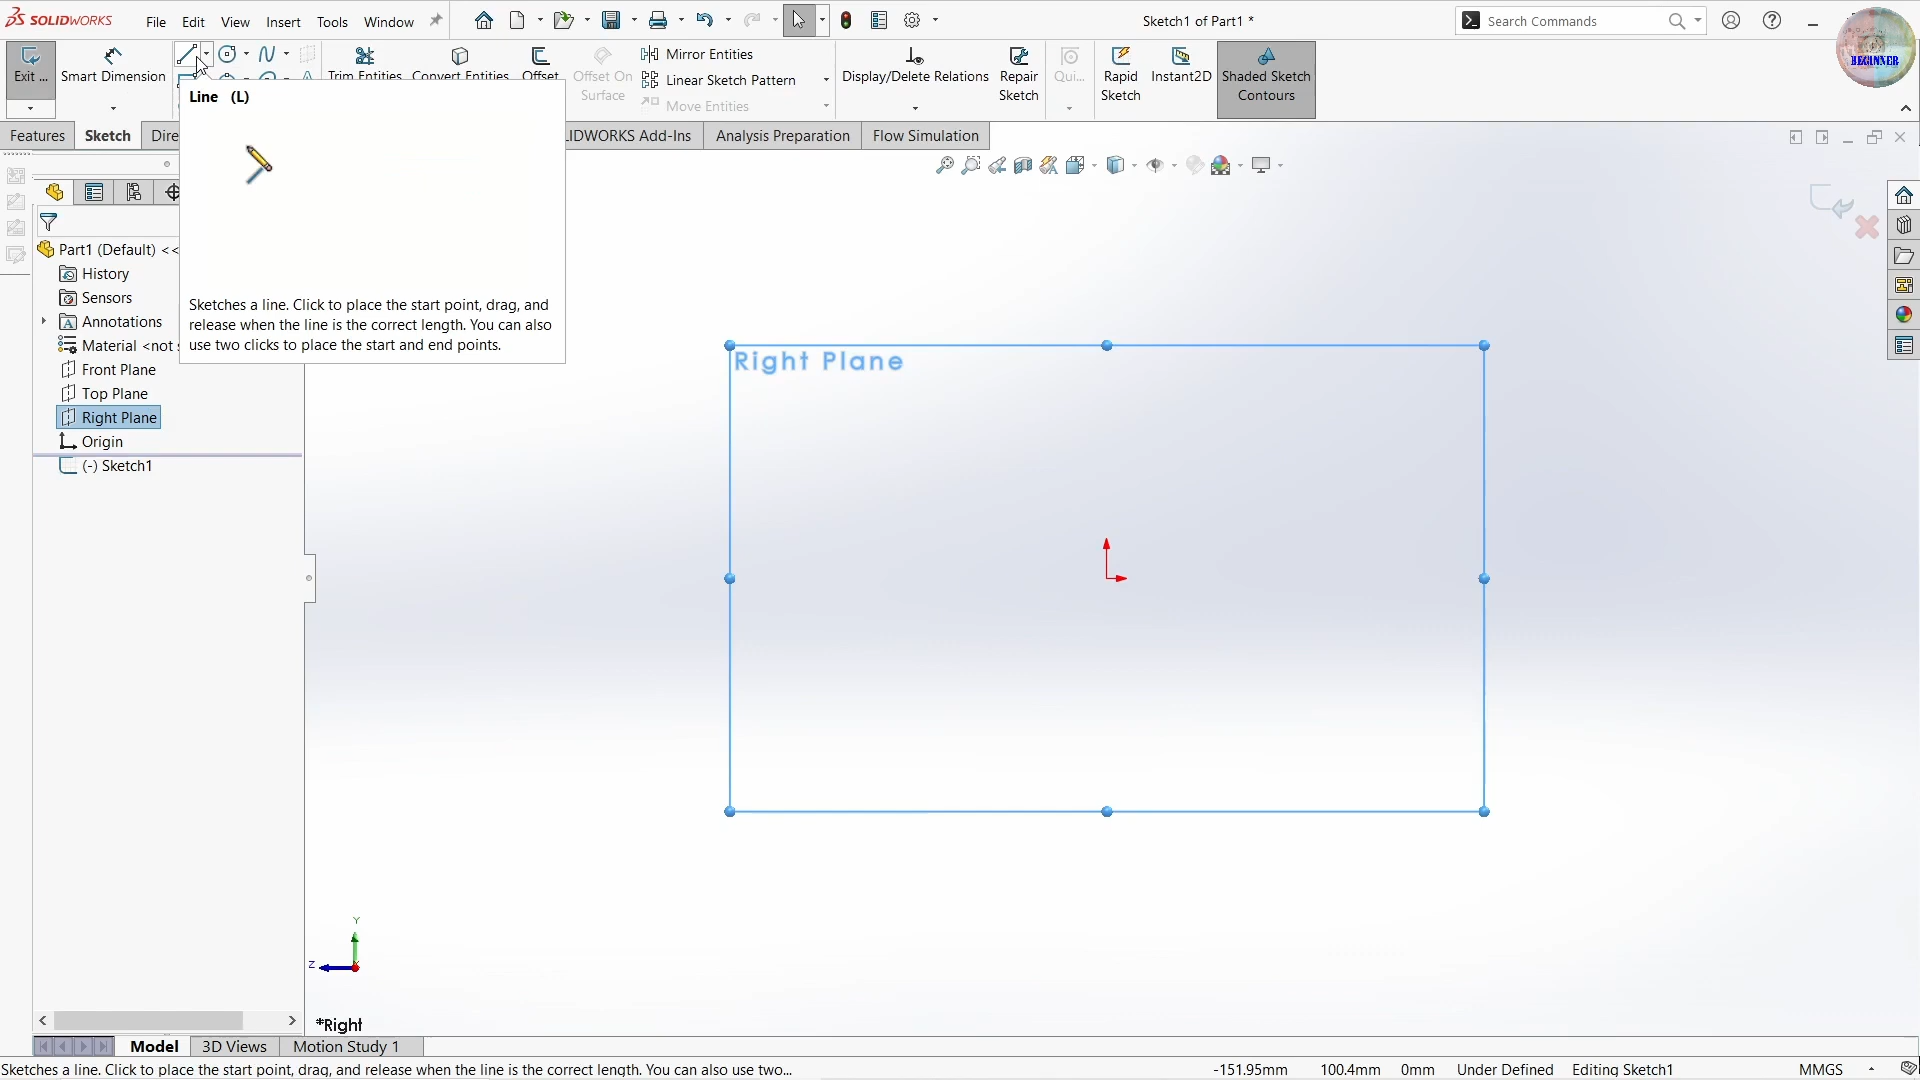 SOLIDWORKS
File Edit View Insert Tools Window
Sketch1 of Part1 *
Search Commands
BEGINNER
Exit ...
Smart Dimension
Trim Entities
Convert Entities
Offset
Offset On
Surface
Mirror Entities
Linear Sketch Pattern
Move Entities
Display/Delete Relations
Repair
Sketch
Qui...
Rapid
Sketch
Instant2D
Shaded Sketch
Contours
Line (L)
Sketches a line. Click to place the start point, drag, and
release when the line is the correct length. You can also
use two clicks to place the start and end points.
Features Sketch Dire LIDWORKS Add-Ins Analysis Preparation Flow Simulation
Part1 (Default) <<
History
Sensors
Annotations
Material <not s
Front Plane
Top Plane
Right Plane
Origin
(-) Sketch1
Right Plane
Y
Z
*Right
Model 3D Views Motion Study 1
Sketches a line. Click to place the start point, drag, and release when the line is the correct length. You can also use two...
-151.95mm 100.4mm 0mm Under Defined Editing Sketch1 MMGS